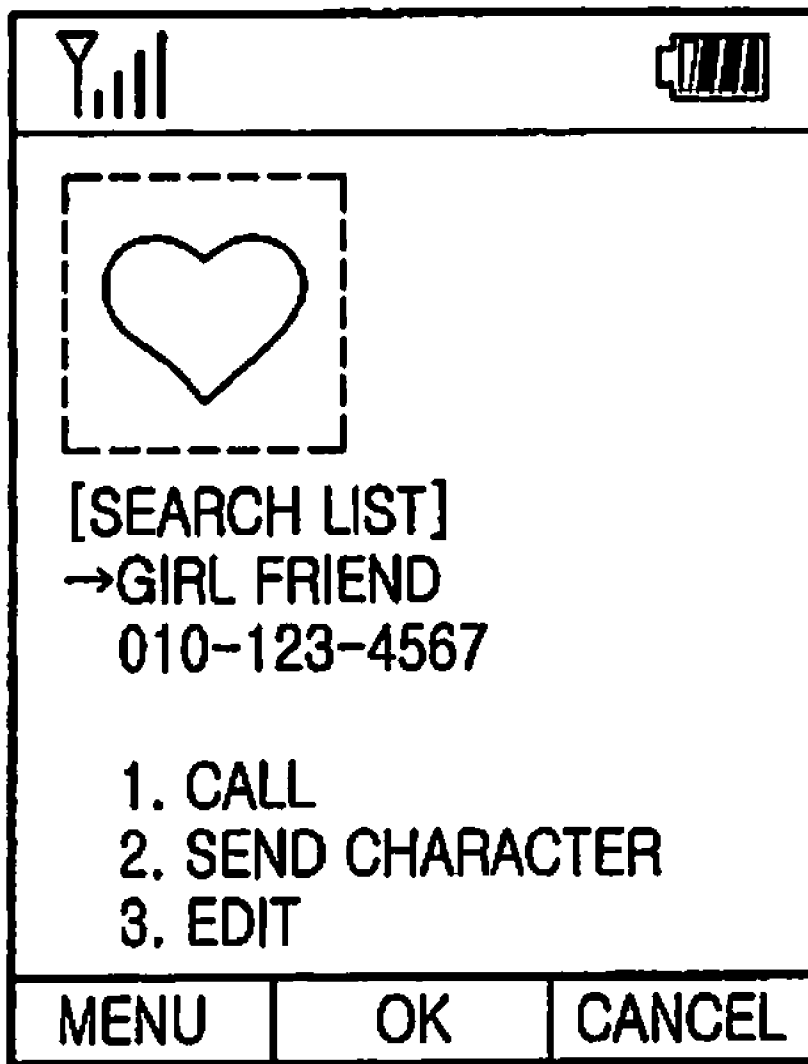 [SEARCH LIST]
→GIRL FRIEND
010-123-4567
1. CALL
2. SEND CHARACTER
3. EDIT
MENU OK CANCEL